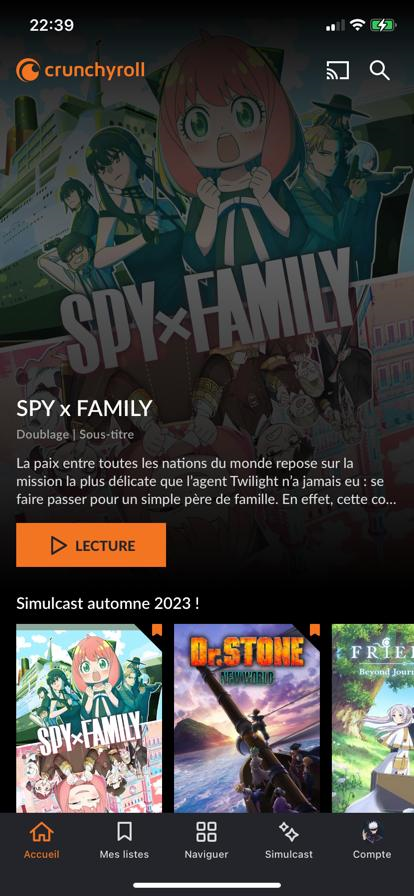 22:39
crunchyroll
SPY×FAMILY
SPY x FAMILY
Doublage | Sous-titre
La paix entre toutes les nations du monde repose sur la
mission la plus délicate que l'agent Twilight n'a jamais eu : se
faire passer pour un simple père de famille. En effet, cette co...
LECTURE
Simulcast automne 2023 !
SPY×FAMILY
Dr.STONE
NEW WORLD
FRIE
Beyond Journ
Accueil
Mes listes
Naviguer
Simulcast
Compte